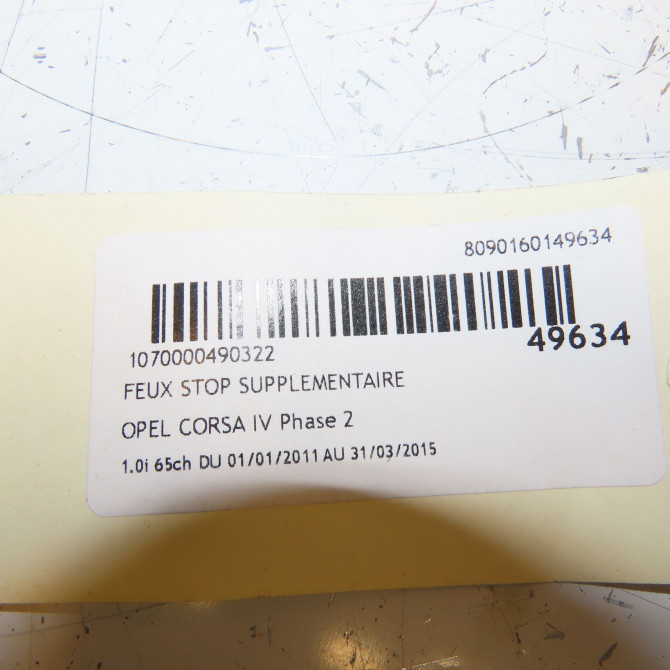 8090160149634
49634
1070000490322
FEUX STOP SUPPLEMENTAIRE
OPEL CORSA IV Phase 2
1.0i 65ch DU 01/01/2011 AU 31/03/2015